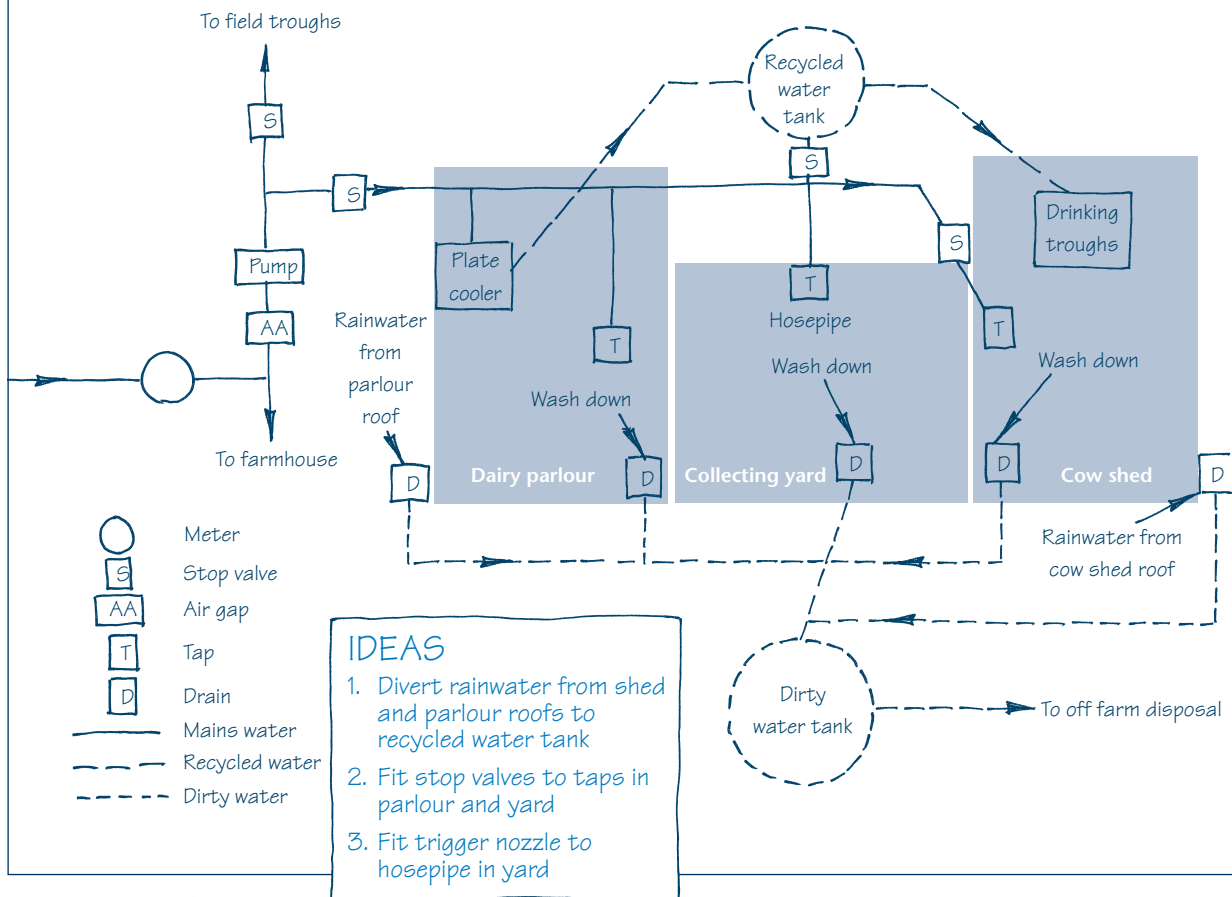 To field troughs
S
Recycled
water
tank
S
S
Pump
AA
Plate
cooler
Drinking
troughs
S
T
Hosepipe
T
T
Rainwater
from
parlour
roof
Wash down
Wash down
Wash down
To farmhouse
D
Dairy parlour
D
Collecting yard
D
D
Cow shed
D
Rainwater from
cow shed roof
Meter
S
Stop valve
AA
Air gap
T
Tap
D
Drain
Mains water
Recycled water
Dirty water
IDEAS
1. Divert rainwater from shed
and parlour roofs to
recycled water tank
2. Fit stop valves to taps in
parlour and yard
3. Fit trigger nozzle to
hosepipe in yard
Dirty
water tank
To off farm disposal